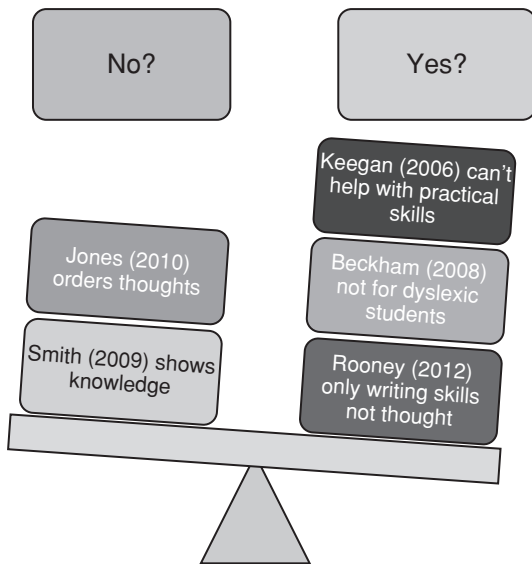 No?
Yes?
Keegan (2006) can't
help with practical
skills
Jones (2010)
orders thoughts
Beckham (2008)
not for dyslexic
students
Smith (2009) shows
knowledge
Rooney (2012)
only writing skills
not thought